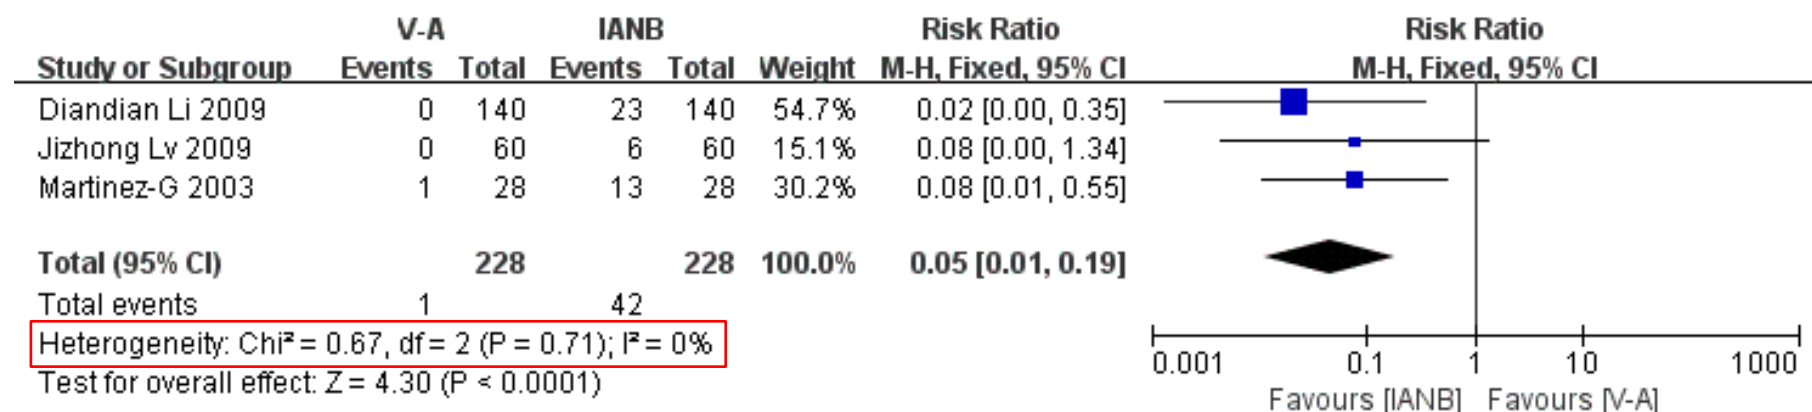 V-A IANB Risk Ratio Risk Ratio
Study or Subgroup Events Total Events Total Weight M-H, Fixed, 95% CI M-H, Fixed, 95% CI
Diandian Li 2009 0 140 23 140 54.7% 0.02 [0.00, 0.35]
Jizhong Lv 2009 0 60 6 60 15.1% 0.08 [0.00, 1.34]
Martinez-G 2003 1 28 13 28 30.2% 0.08 [0.01, 0.55]
Total (95% CI) 228 228 100.0% 0.05 [0.01, 0.19]
Total events 1 42
Heterogeneity: Chi² = 0.67, df = 2 (P = 0.71); I² = 0%
Test for overall effect: Z = 4.30 (P < 0.0001)
0.001 0.1 1 10 1000
Favours [IANB] Favours [V-A]